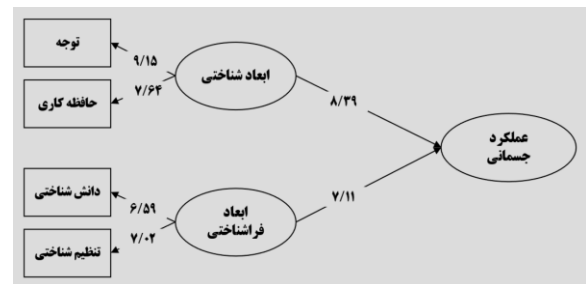 توجه
۹/۱۵
ابعاد شناختی
۷/۶۴
حافظه کاری
۸/۳۹
عملکرد
جسمانی
دانش شناختی
۶/۵۹
ابعاد
فراشناختی
۷/۱۱
۷/۰۲
تنظیم شناختی